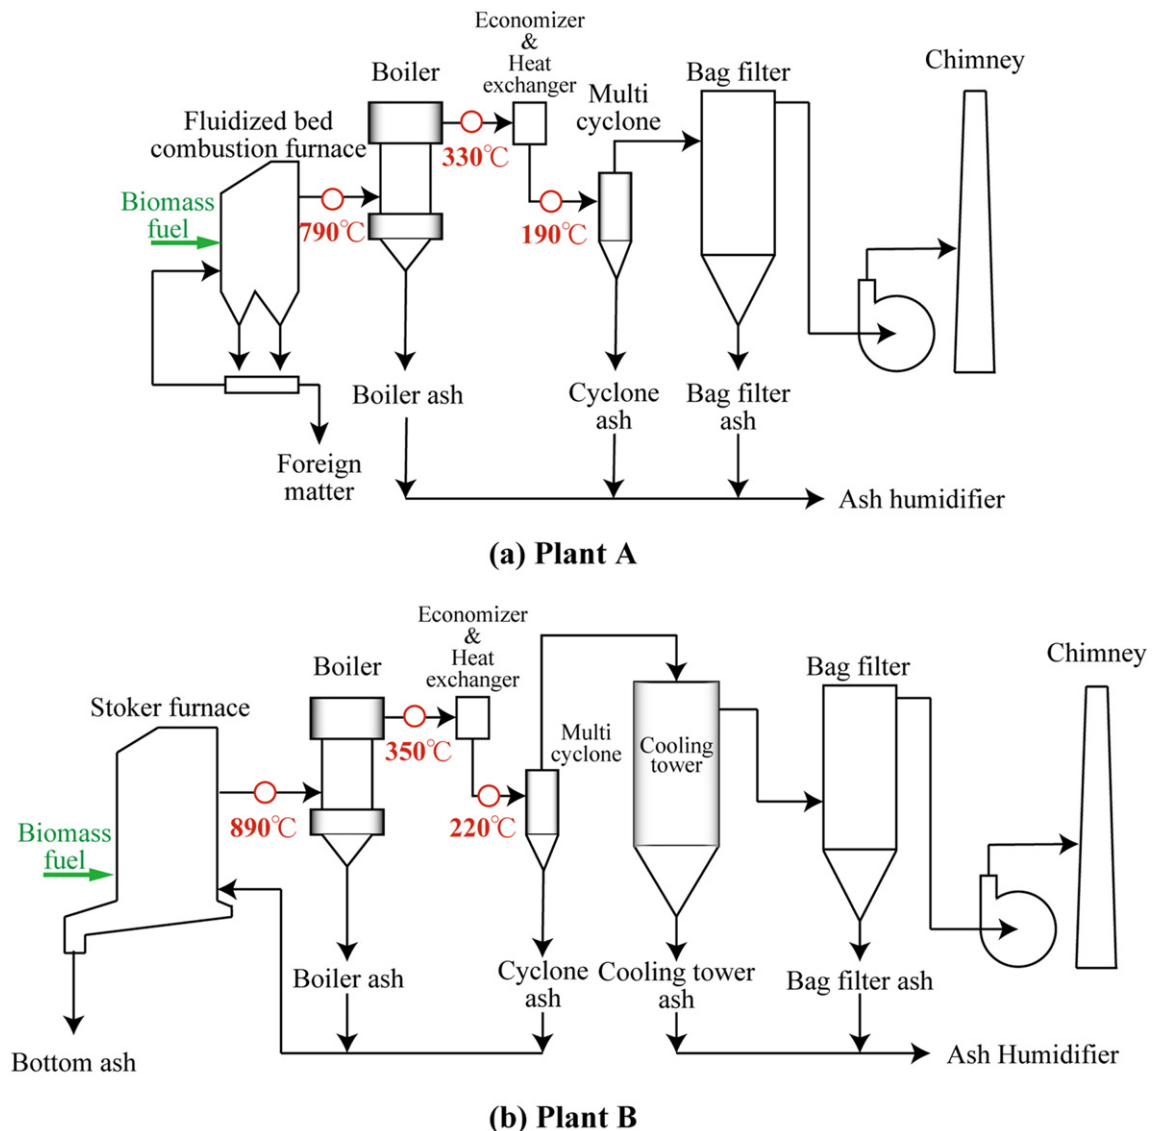 Economizer
&
Heat
exchanger
Boiler
Bag filter
Chimney
Multi
cyclone
Fluidized bed
combustion furnace
330℃
Biomass
fuel
790℃
190℃
Boiler ash
Cyclone
ash
Bag filter
ash
Foreign
matter
Ash humidifier
(a) Plant A
Economizer
&
Heat
exchanger
Boiler
Bag filter
Chimney
Stoker furnace
Multi
cyclone
Cooling
tower
350℃
890℃
220℃
Biomass
fuel
Boiler ash
Cyclone
ash
Cooling tower
ash
Bag filter ash
Bottom ash
Ash Humidifier
(b) Plant B